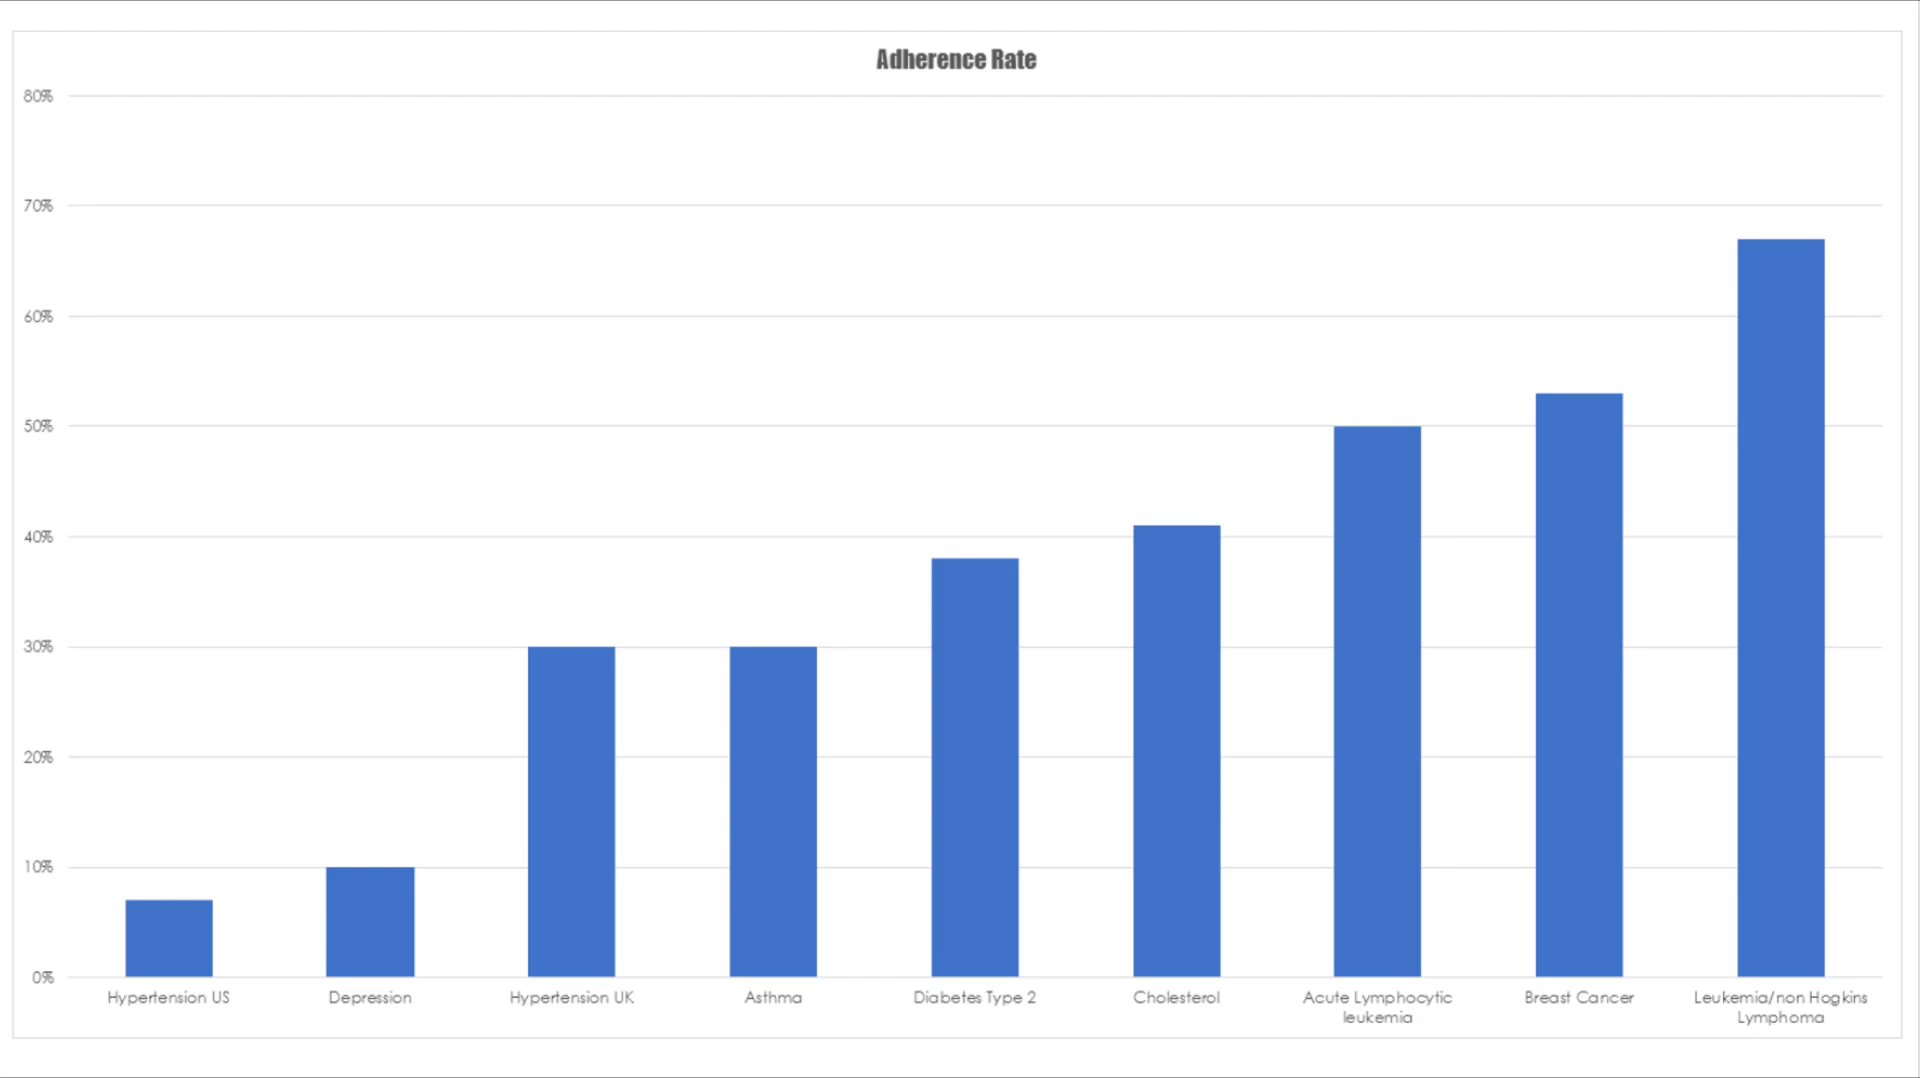 Adherence Rate
80%
70%
60%
50%
40%
30%
20%
10%
0%
Hypertension US
Depression
Hypertension UK
Asthma
Diabetes Type 2
Cholesterol
Acute Lymphocytic
leukemia
Breast Cancer
Leukemia/non Hogkins
Lymphoma